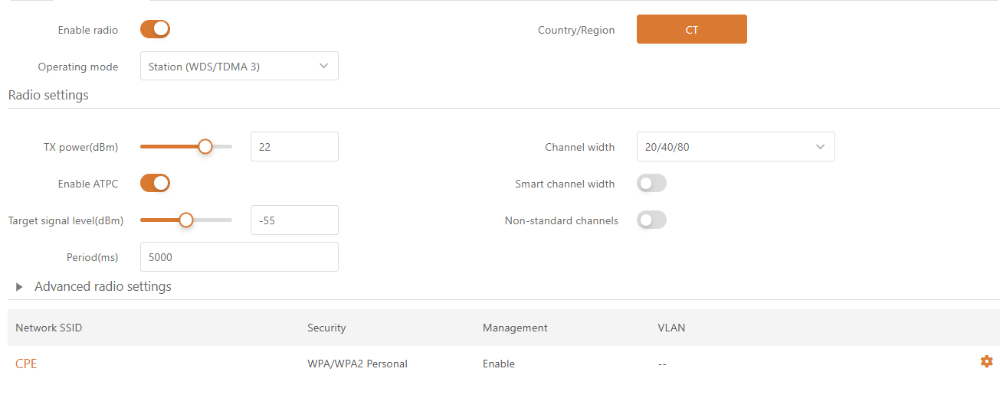 Enable radio
Country/Region
CT
Operating mode
Station (WDS/TDMA 3)
Radio settings
TX power(dBm)
22
Channel width
20/40/80
Enable ATPC
Smart channel width
Target signal level(dBm)
-55
Non-standard channels
Period(ms)
5000
Advanced radio settings
Network SSID Security Management VLAN
CPE WPA/WPA2 Personal Enable --